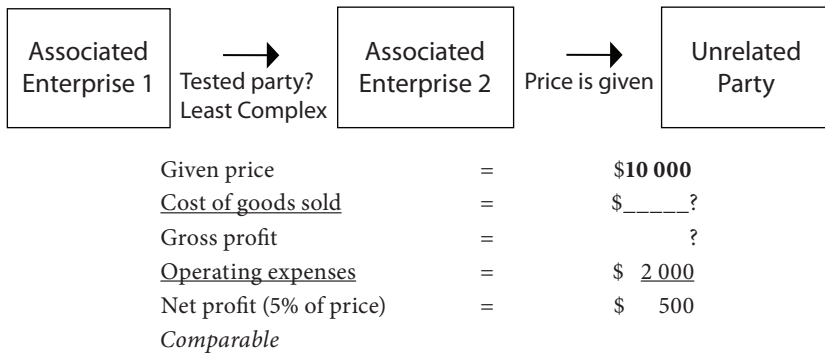 Associated
Enterprise 1
Tested party?
Least Complex
Associated
Enterprise 2
Price is given
Unrelated
Party
Given price = $10 000
Cost of goods sold = $_____?
Gross profit = ?
Operating expenses = $ 2 000
Net profit (5% of price) = $ 500
Comparable